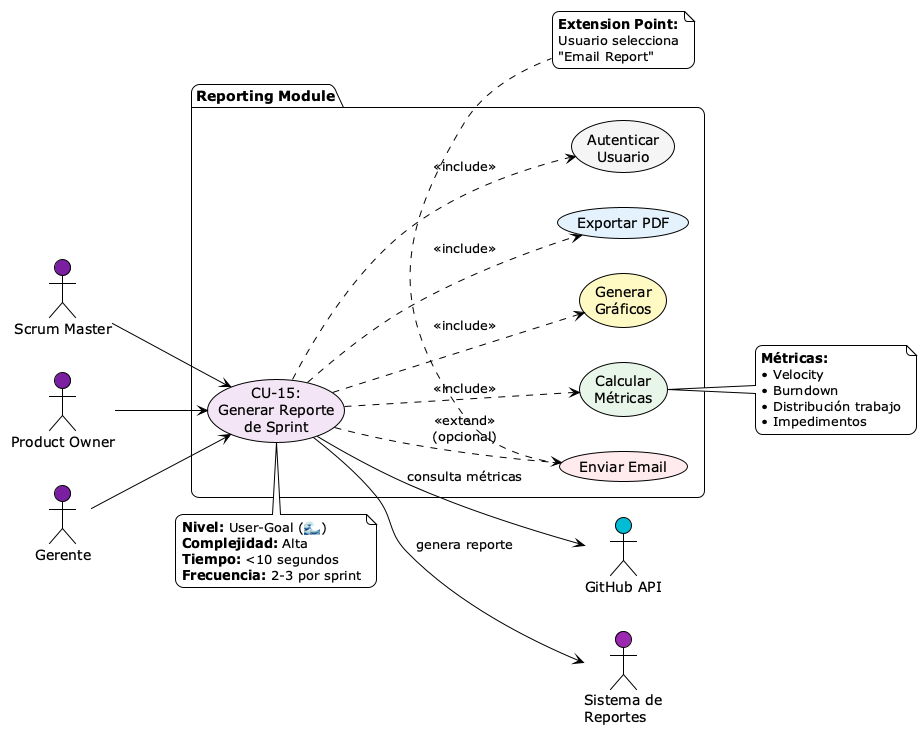 Extension Point:
Usuario selecciona
"Email Report"
Reporting Module
Autenticar
Usuario
«include»
Exportar PDF
«include»
Generar
Gráficos
«include»
Scrum Master
Métricas:
• Velocity
• Burndown
• Distribución trabajo
• Impedimentos
Calcular
Métricas
«include»
CU-15:
Generar Reporte
de Sprint
Product Owner
«extend»
(opcional)
Enviar Email
consulta métricas
Gerente
Nivel: User-Goal (🌊)
Complejidad: Alta
Tiempo: <10 segundos
Frecuencia: 2-3 por sprint
genera reporte
GitHub API
Sistema de
Reportes